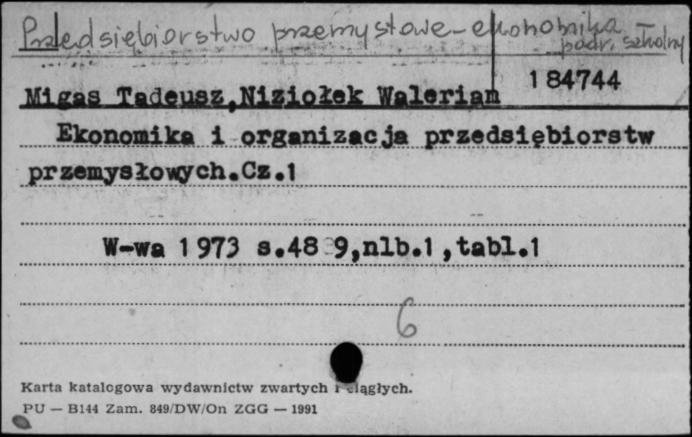 Przedsiębiorstwo przemysłowe-ekonomika
podr. szkolny
184744
Migas Tadeusz,Niziołek Walerian
Ekonomika i organizacja przedsiębiorstw
przemysłowych.Cz.1
W-wa 1973 s.48 9,nlb.1,tabl.1
6
Karta katalogowa wydawnictw zwartych i ciągłych.
PU — B144 Zam. 849/DW/On ZGG — 1991